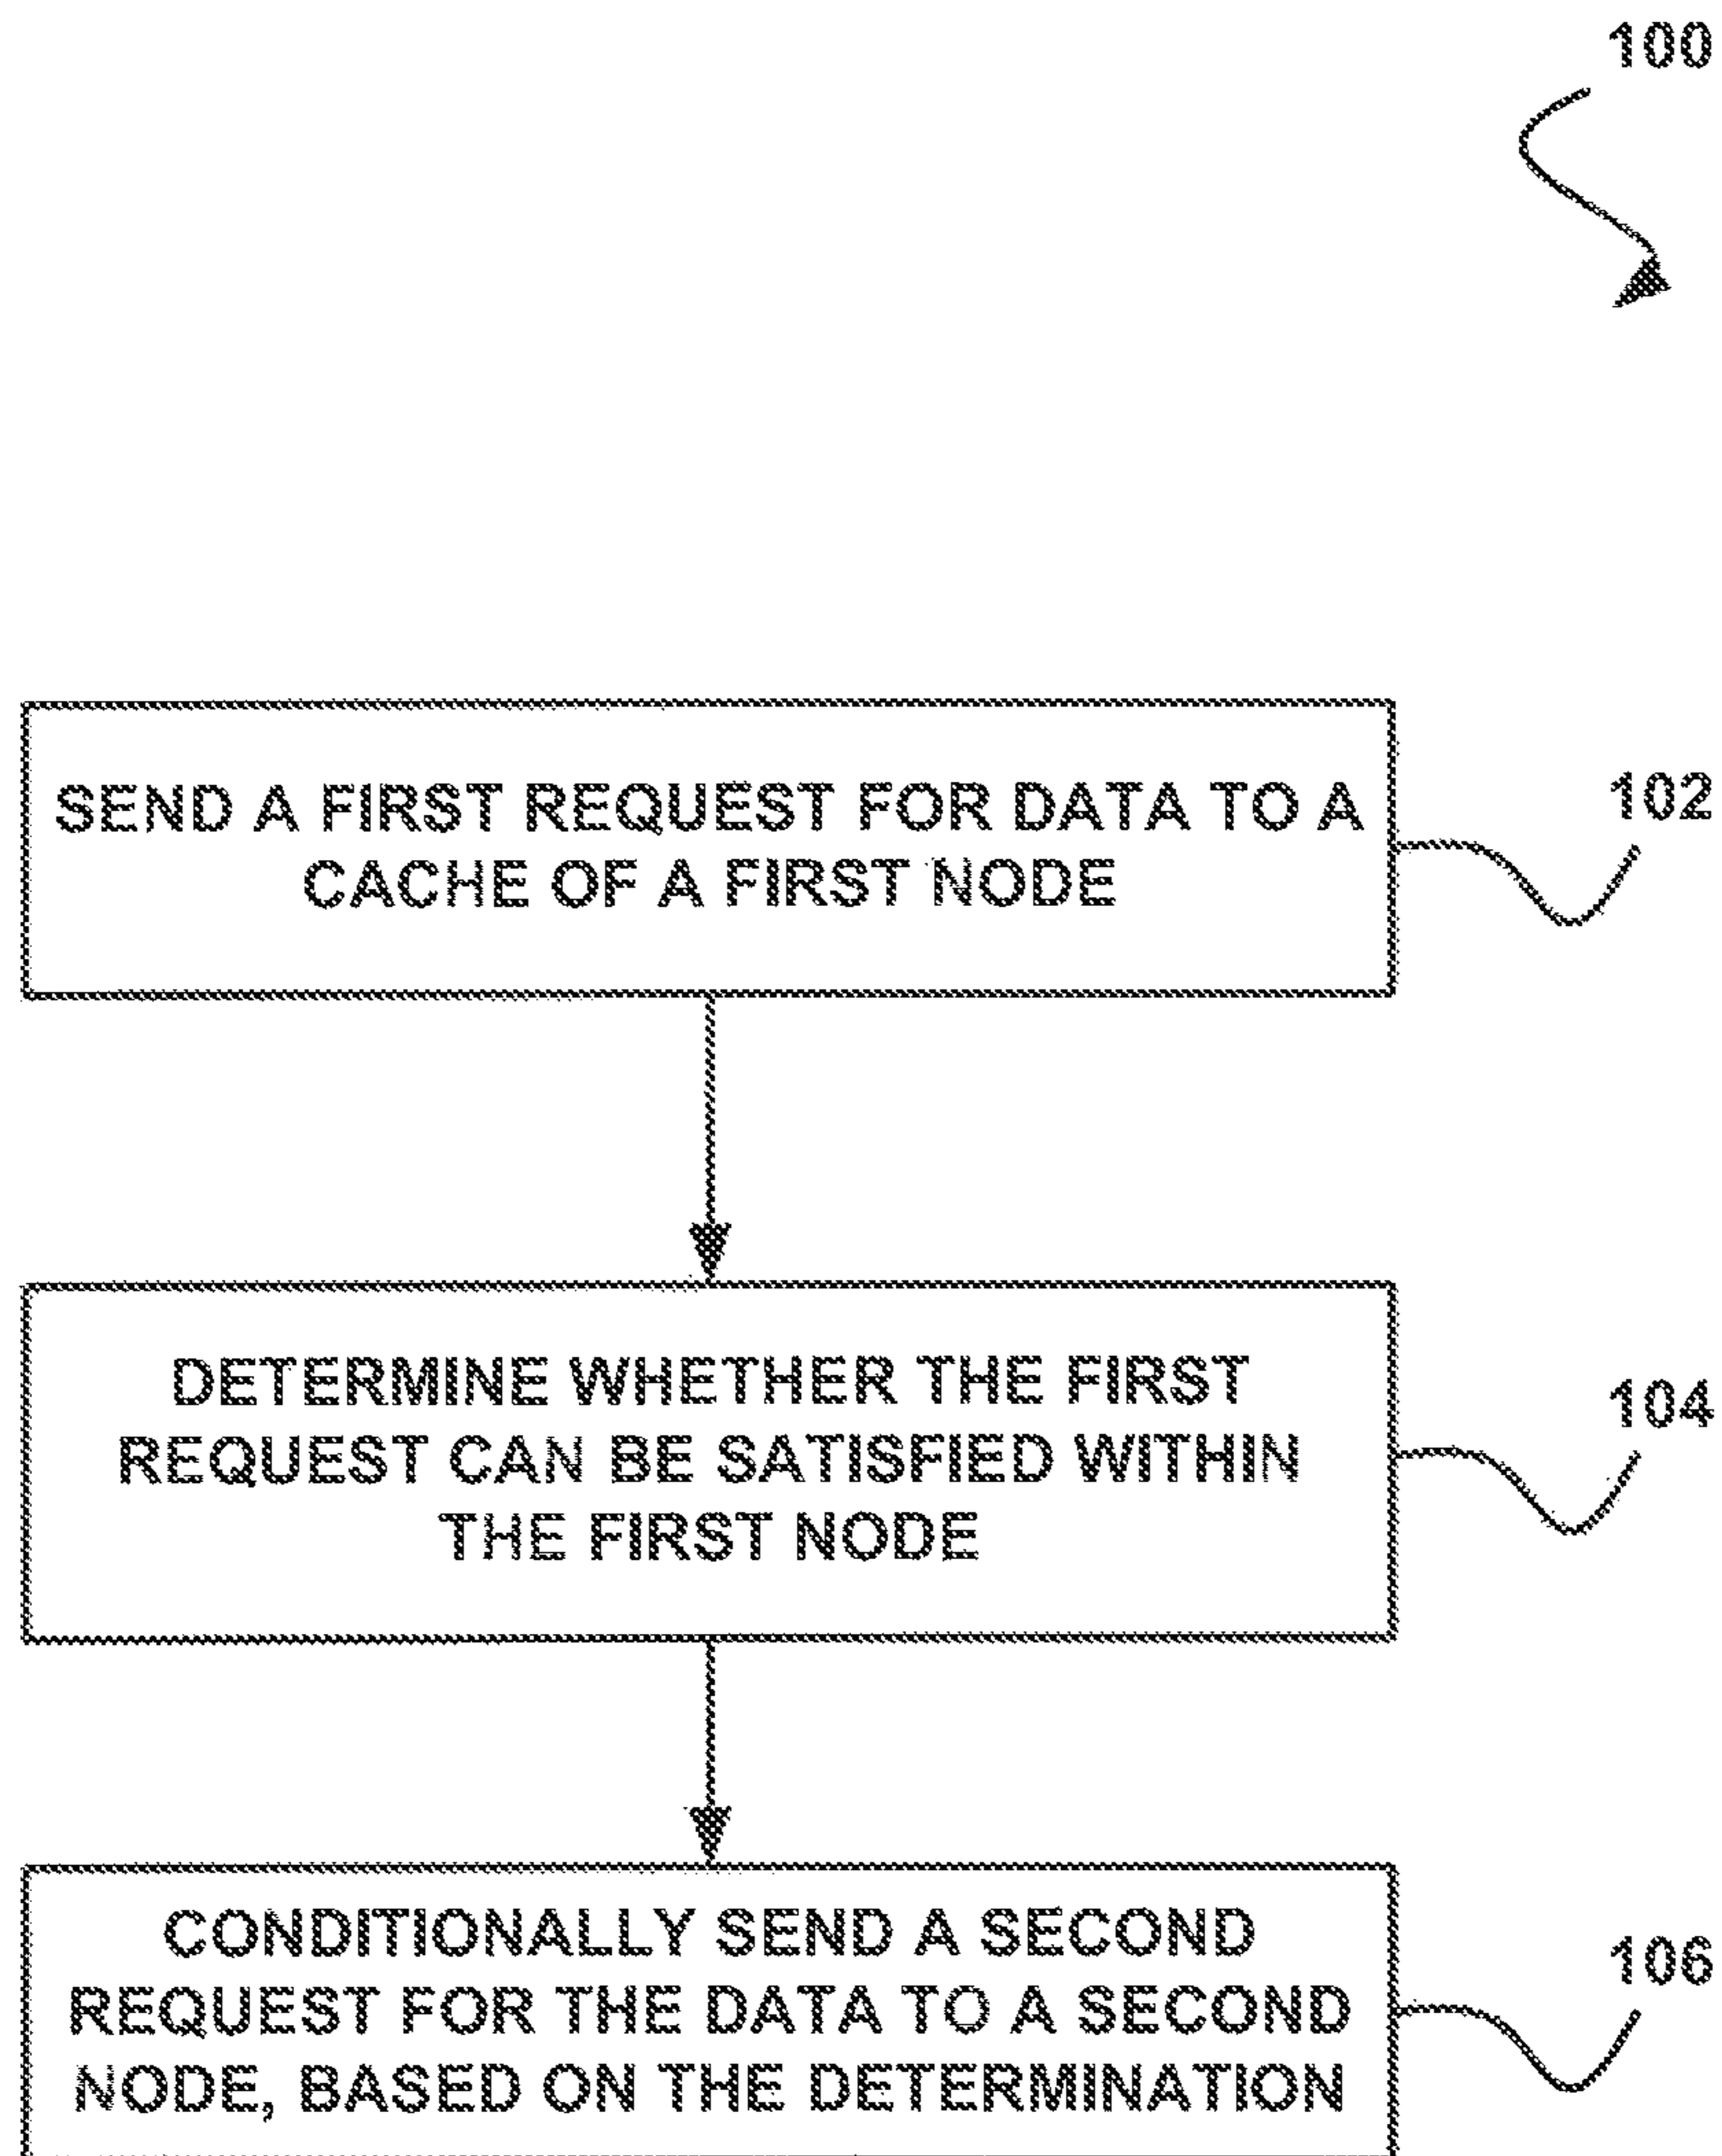 100
SEND A FIRST REQUEST FOR DATA TO A
CACHE OF A FIRST NODE
102
DETERMINE WHETHER THE FIRST
REQUEST CAN BE SATISFIED WITHIN
THE FIRST NODE
104
CONDITIONALLY SEND A SECOND
REQUEST FOR THE DATA TO A SECOND
NODE, BASED ON THE DETERMINATION
106